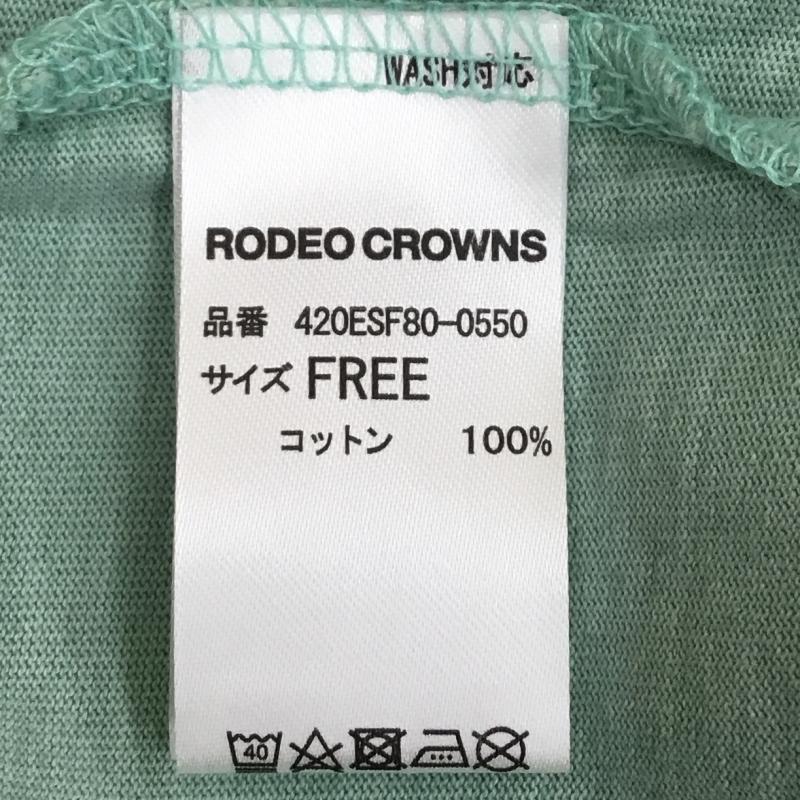 WASH対応
RODEO CROWNS
品番 420ESF80-0550
サイズ FREE
コットン 100%
40